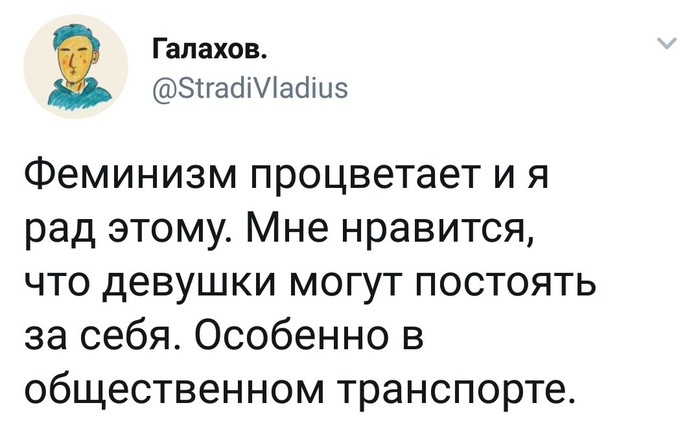 Галахов.
@StradiVladius
Феминизм процветает и я
рад этому. Мне нравится,
что девушки могут постоять
за себя. Особенно в
общественном транспорте.